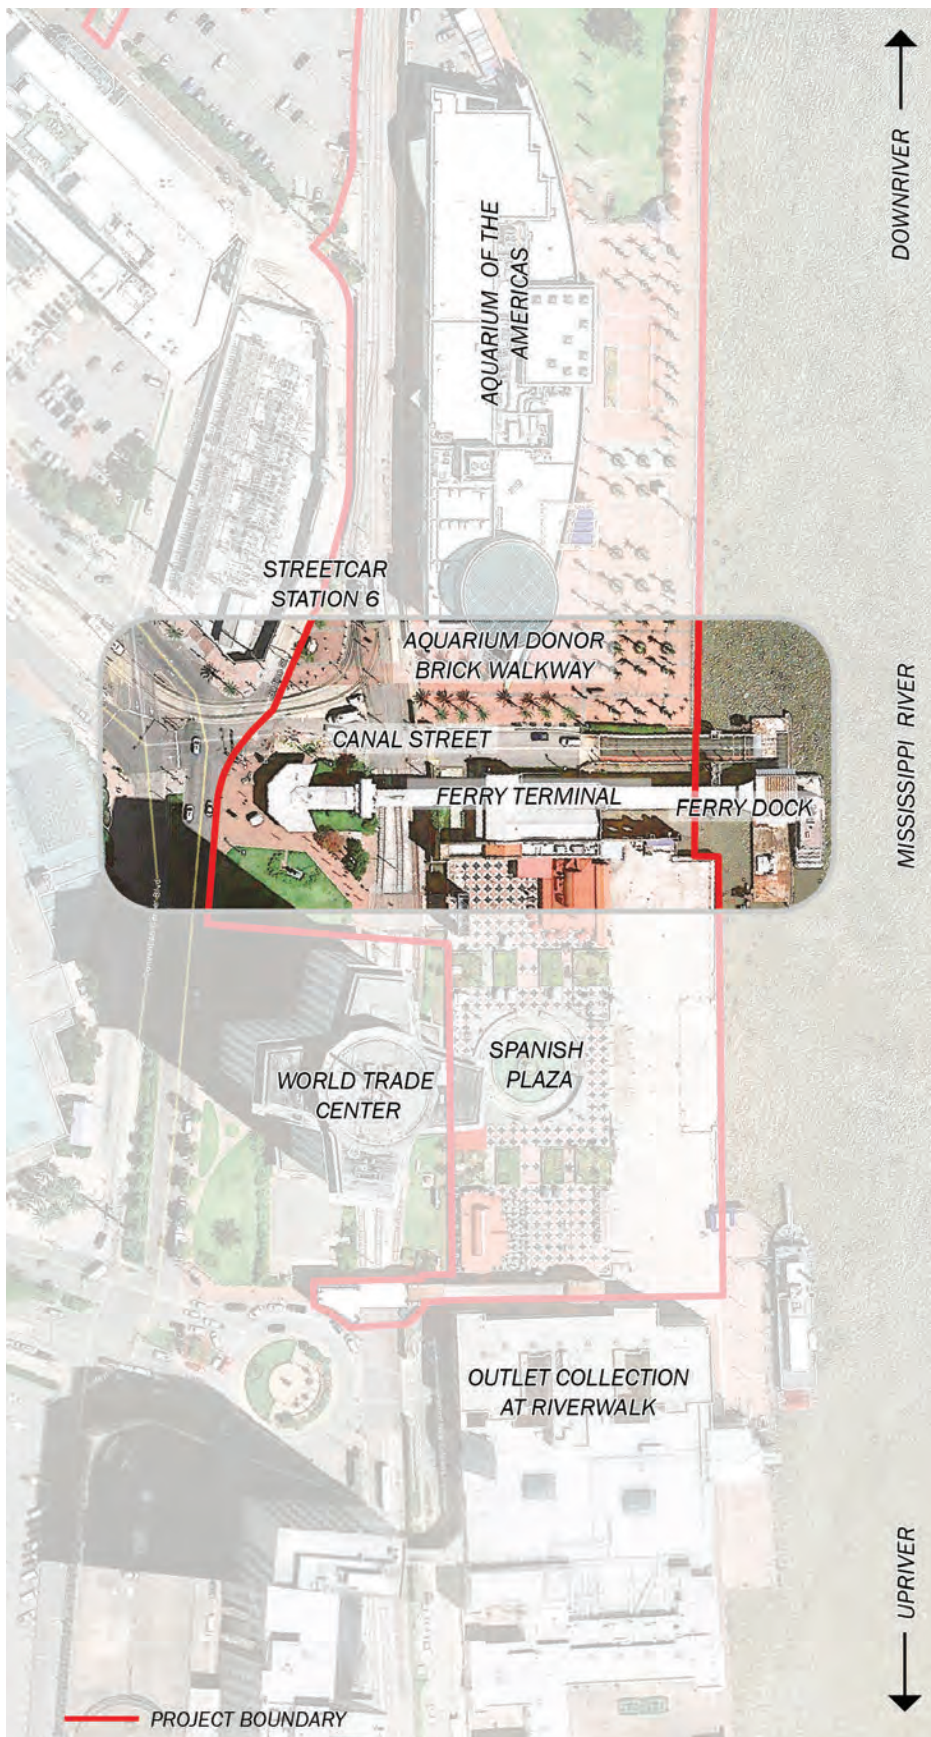 DOWNRIVER
AQUARIUM OF THE
AMERICAS
STREETCAR
STATION 6
AQUARIUM DONOR
BRICK WALKWAY
CANAL STREET
FERRY TERMINAL
FERRY DOCK
MISSISSIPPI RIVER
SPANISH
PLAZA
WORLD TRADE
CENTER
OUTLET COLLECTION
AT RIVERWALK
UPRIVER
PROJECT BOUNDARY